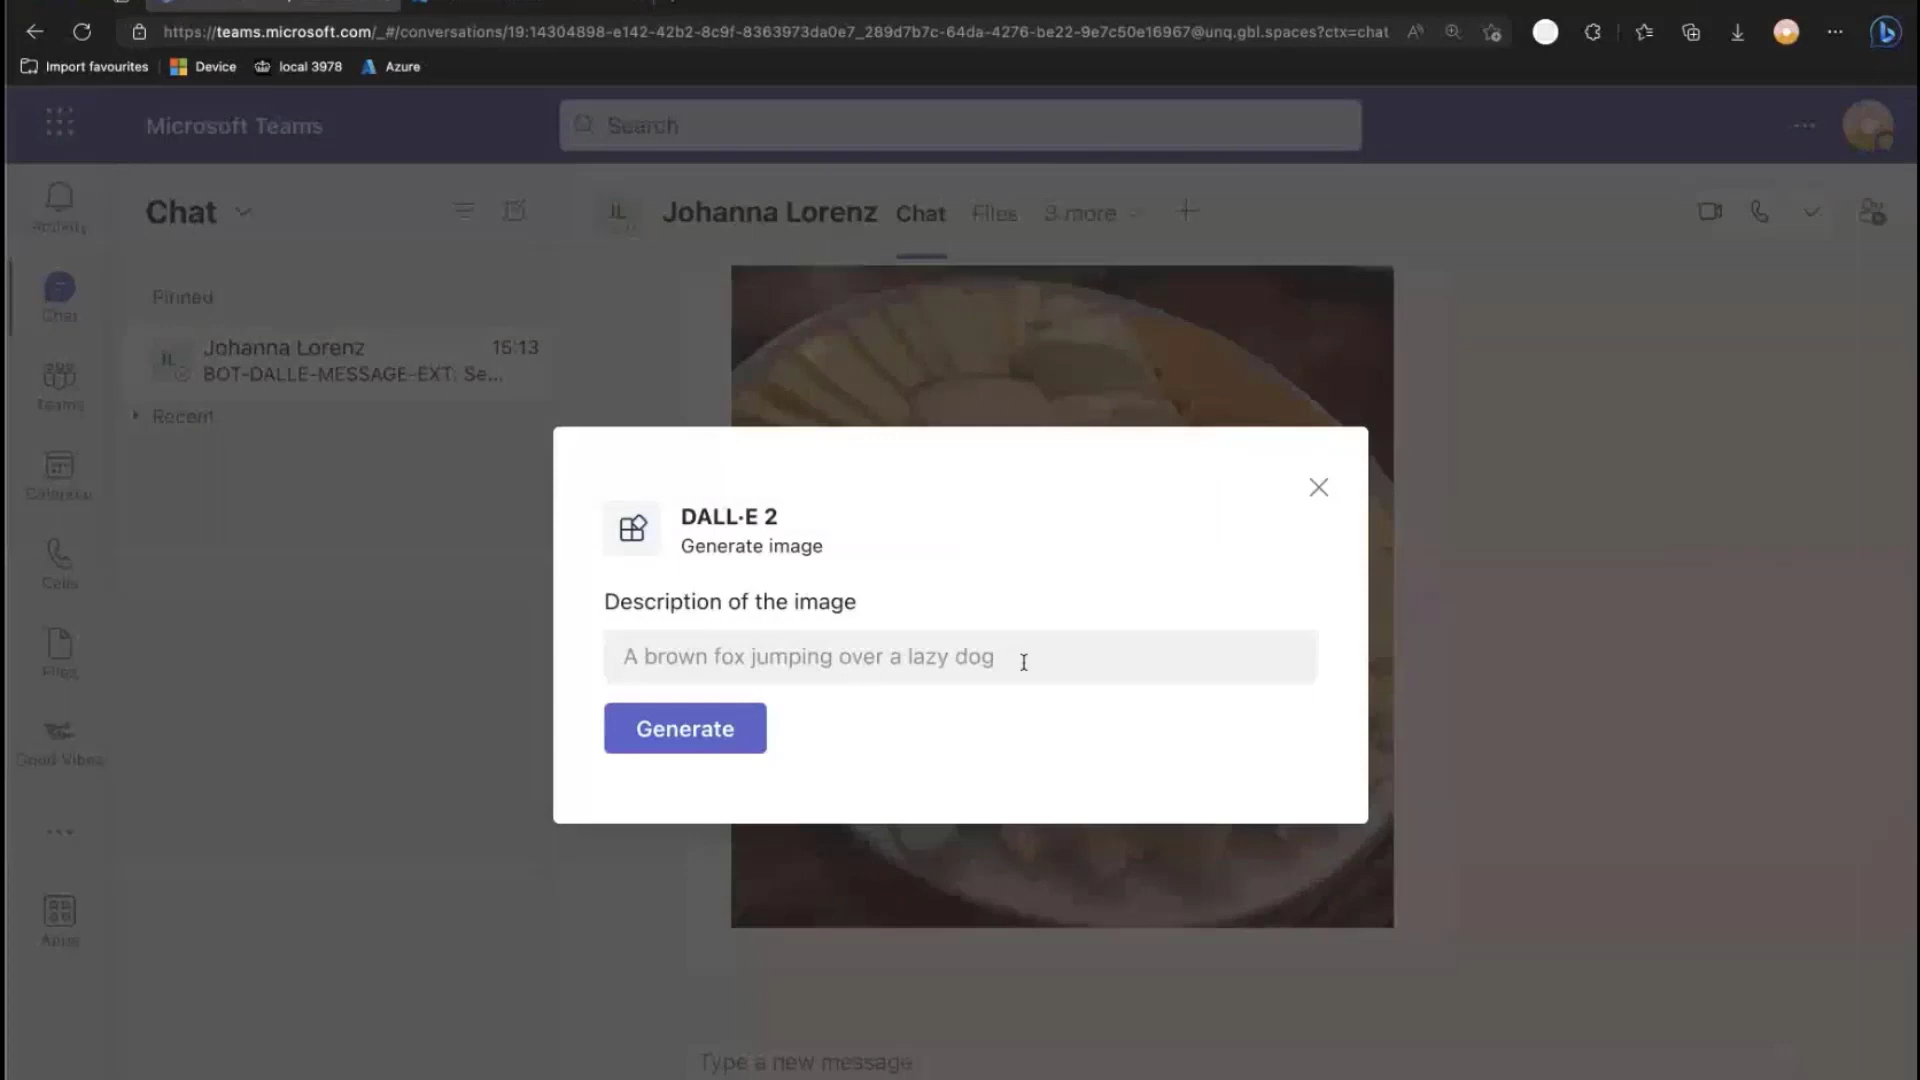 https://teams.microsoft.com/_#/conversations/19:14304898-e142-42b2-8c9f-8363973da0e7_289d7b7c-64da-4276-be22-9e7c50e16967@unq.gbl.spaces?ctx=chat
Import favourites
Device
local 3978
Azure
Microsoft Teams
Search
Activity
Chat
JL
Johanna Lorenz
Chat
Files
3 more
Chat
Pinned
JL
Johanna Lorenz
15:13
BOT-DALLE-MESSAGE-EXT: Se...
Teams
Recent
Calendar
Calls
Files
Good Vibes
Apps
DALL·E 2
Generate image
Description of the image
A brown fox jumping over a lazy dog
Generate
Type a new message